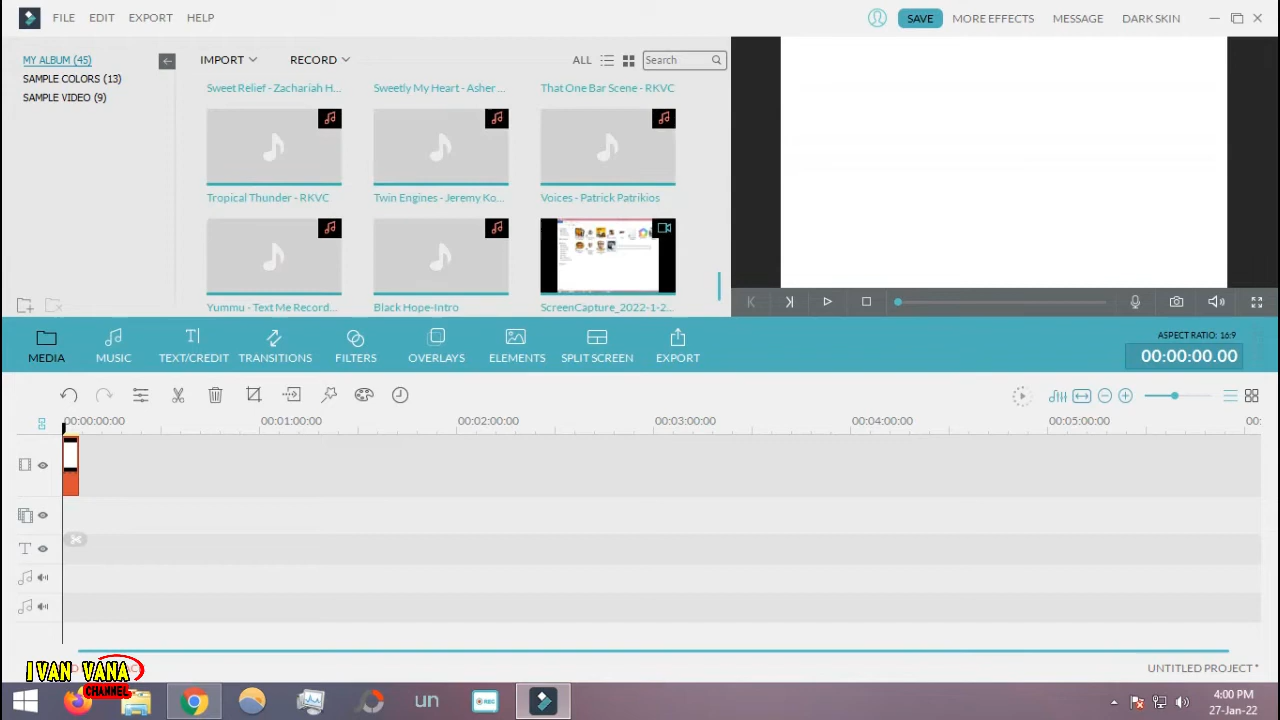 FILE EDIT EXPORT HELP
SAVE MORE EFFECTS MESSAGE DARK SKIN
MY ALBUM (45)
SAMPLE COLORS (13)
SAMPLE VIDEO (9)
IMPORT RECORD ALL Search
Sweet Relief - Zachariah H... Sweetly My Heart - Asher ... That One Bar Scene - RKVC
Tropical Thunder - RKVC Twin Engines - Jeremy Ko... Voices - Patrick Patrikios
Yummu - Text Me Record... Black Hope-Intro ScreenCapture_2022-1-2...
MEDIA MUSIC TEXT/CREDIT TRANSITIONS FILTERS OVERLAYS ELEMENTS SPLIT SCREEN EXPORT
ASPECT RATIO: 16:9
00:00:00.00
00:00:00:00 00:01:00:00 00:02:00:00 00:03:00:00 00:04:00:00 00:05:00:00 00:
T
IVAN VANA
CHANNEL
UNTITLED PROJECT *
un
4:00 PM
27-Jan-22